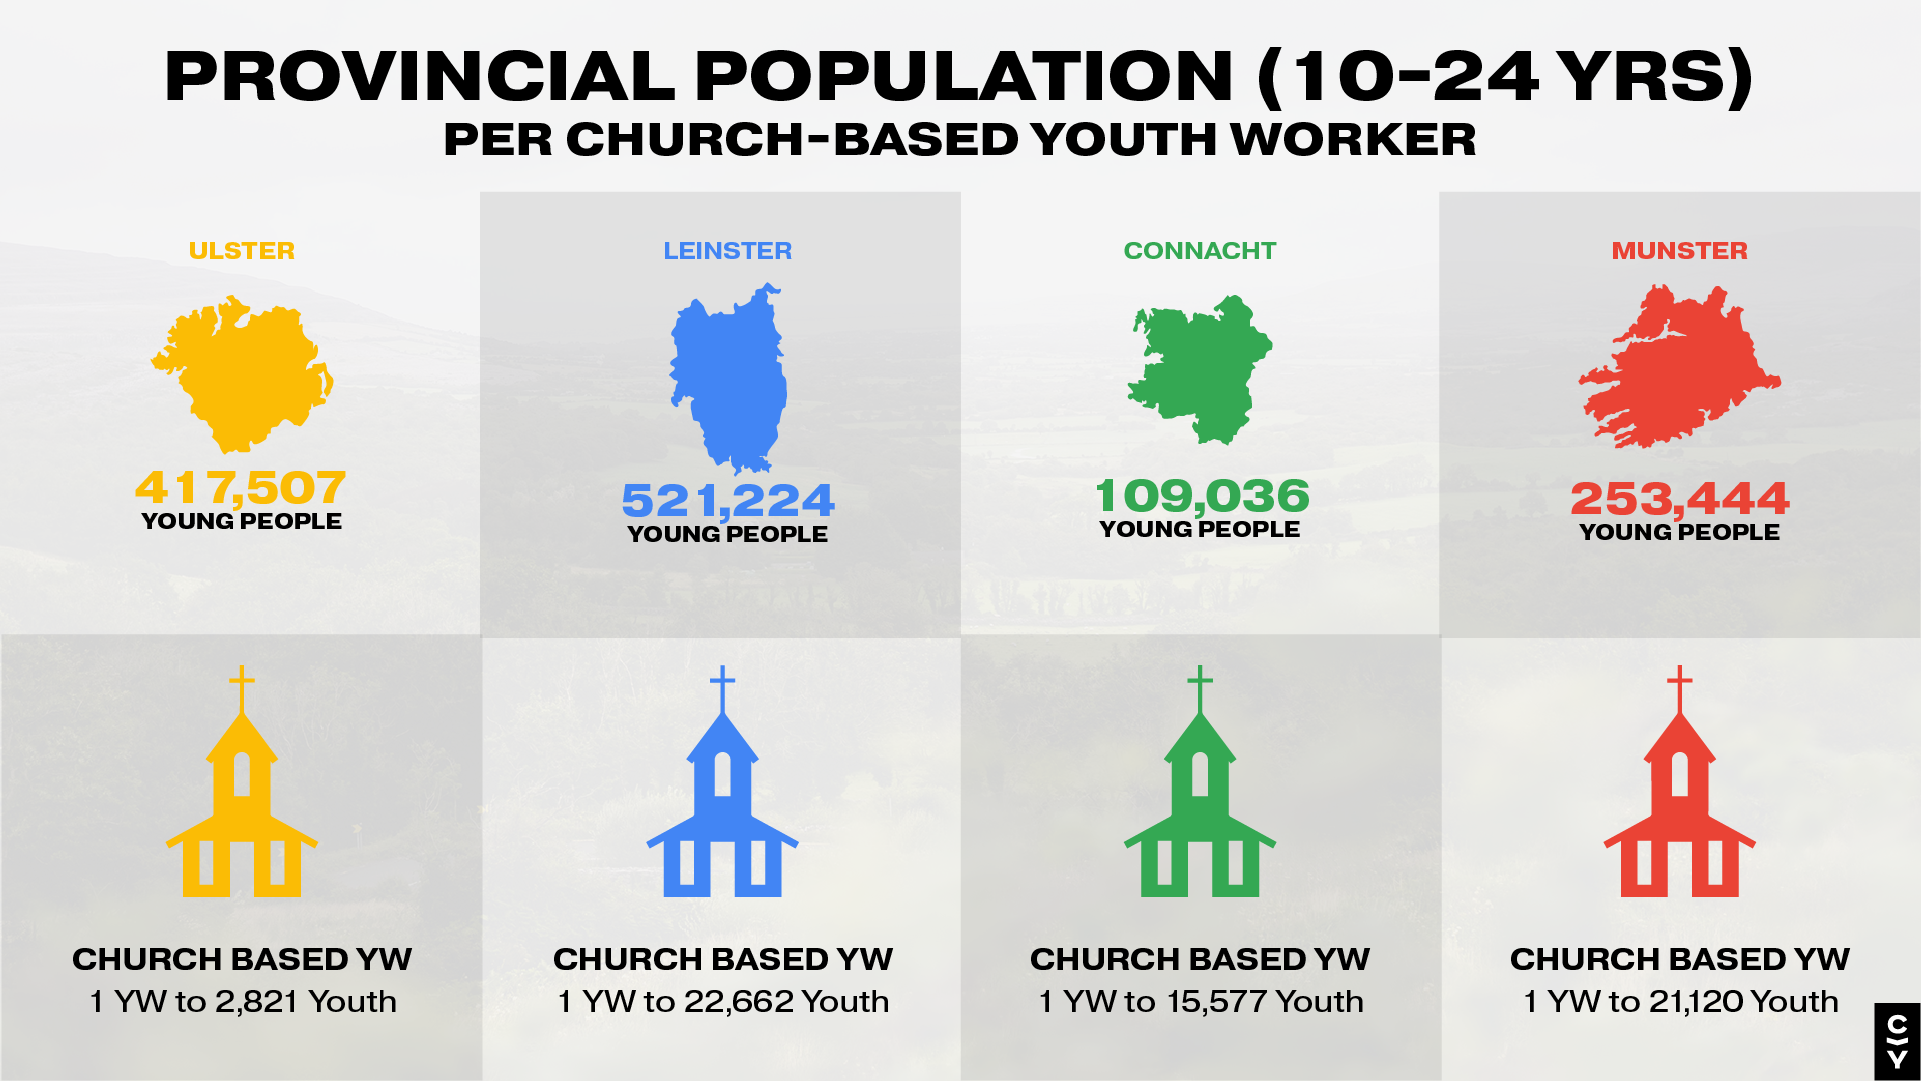 PROVINCIAL POPULATION (10-24 YRS)
PER CHURCH-BASED YOUTH WORKER
ULSTER
417,507
YOUNG PEOPLE
LEINSTER
521,224
YOUNG PEOPLE
CONNACHT
109,036
YOUNG PEOPLE
MUNSTER
253,444
YOUNG PEOPLE
CHURCH BASED YW
1 YW to 2,821 Youth
CHURCH BASED YW
1 YW to 22,662 Youth
CHURCH BASED YW
1 YW to 15,577 Youth
CHURCH BASED YW
1 YW to 21,120 Youth
C
Y